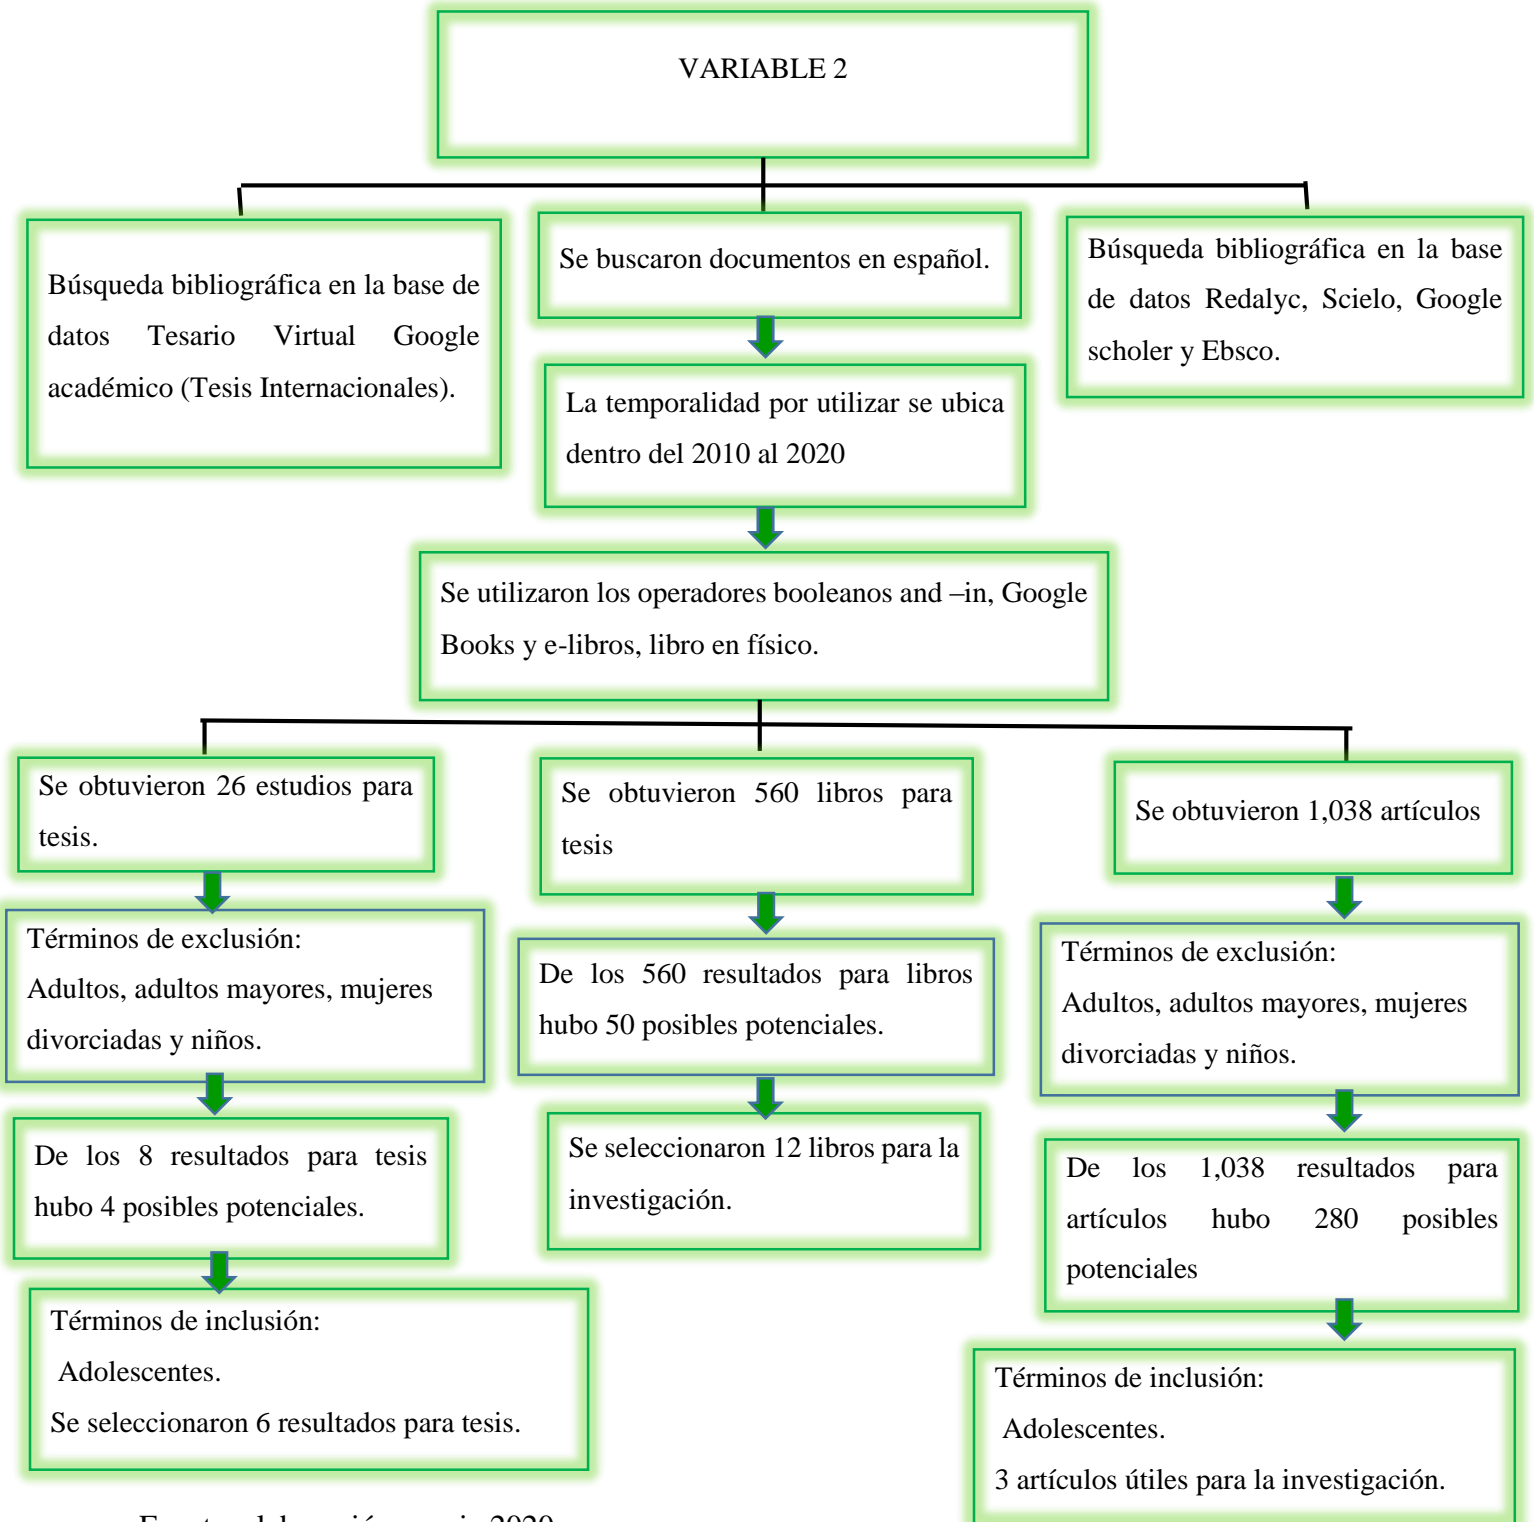 VARIABLE 2
Búsqueda bibliográfica en la base de
datos Tesario Virtual Google
académico (Tesis Internacionales).
Se buscaron documentos en español.
Búsqueda bibliográfica en la base
de datos Redalyc, Scielo, Google
scholer y Ebsco.
La temporalidad por utilizar se ubica
dentro del 2010 al 2020
Se utilizaron los operadores booleanos and –in, Google
Books y e-libros, libro en físico.
Se obtuvieron 26 estudios para
tesis.
Se obtuvieron 560 libros para
tesis
Se obtuvieron 1,038 artículos
Términos de exclusión:
Adultos, adultos mayores, mujeres
divorciadas y niños.
De los 560 resultados para libros
hubo 50 posibles potenciales.
Términos de exclusión:
Adultos, adultos mayores, mujeres
divorciadas y niños.
De los 8 resultados para tesis
hubo 4 posibles potenciales.
Se seleccionaron 12 libros para la
investigación.
De los 1,038 resultados para
artículos hubo 280 posibles
potenciales
Términos de inclusión:
Adolescentes.
Se seleccionaron 6 resultados para tesis.
Términos de inclusión:
Adolescentes.
3 artículos útiles para la investigación.
2020